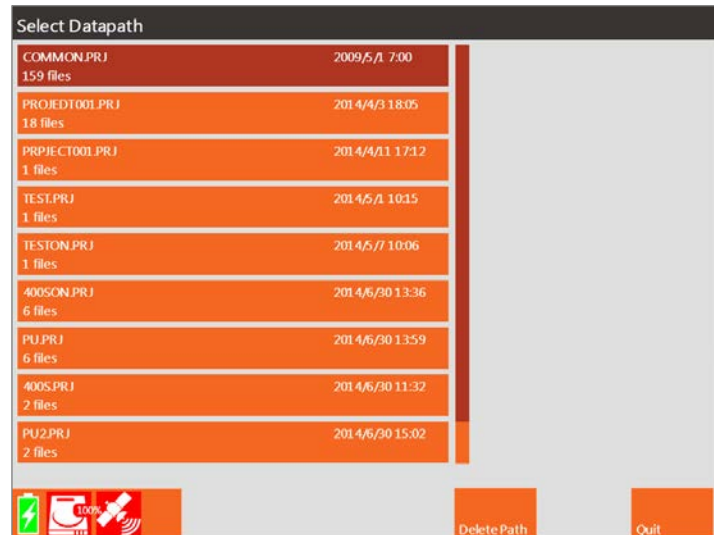 Select Datapath
COMMON.PRJ 2009/5/1 7:00
159 files
PROJEDT001.PRJ 2014/4/3 18:05
18 files
PRPJECT001.PRJ 2014/4/11 17:12
1 files
TEST.PRJ 2014/5/1 10:15
1 files
TESTON.PRJ 2014/5/7 10:06
1 files
400SON.PRJ 2014/6/30 13:36
6 files
PU.PRJ 2014/6/30 13:59
6 files
400S.PRJ 2014/6/30 11:32
2 files
PU2.PRJ 2014/6/30 15:02
2 files
100%
Delete Path Quit